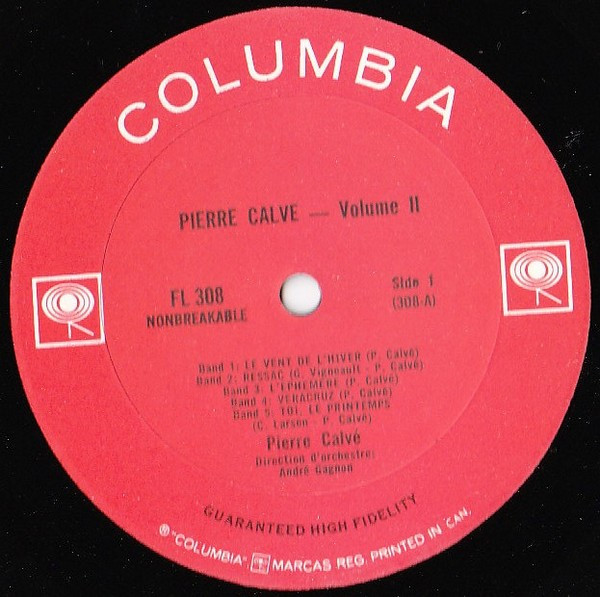 COLUMBIA
PIERRE CALVE — Volume II
FL 308
NONBREAKABLE
Side 1
(308-A)
Band 1: LE VENT DE L'HIVER (P. Calvé)
Band 2: RESSAC (G. Vigneault - P. Calvé)
Band 3: L'EPHEMERE (P. Calvé)
Band 4: VERACRUZ (P. Calvé)
Band 5: TOI, LE PRINTEMPS
(C. Larsen - P. Calvé)
Pierre Calvé
Direction d'orchestre:
André Gagnon
GUARANTEED HIGH FIDELITY
® "COLUMBIA" MARCAS REG. PRINTED IN CAN.